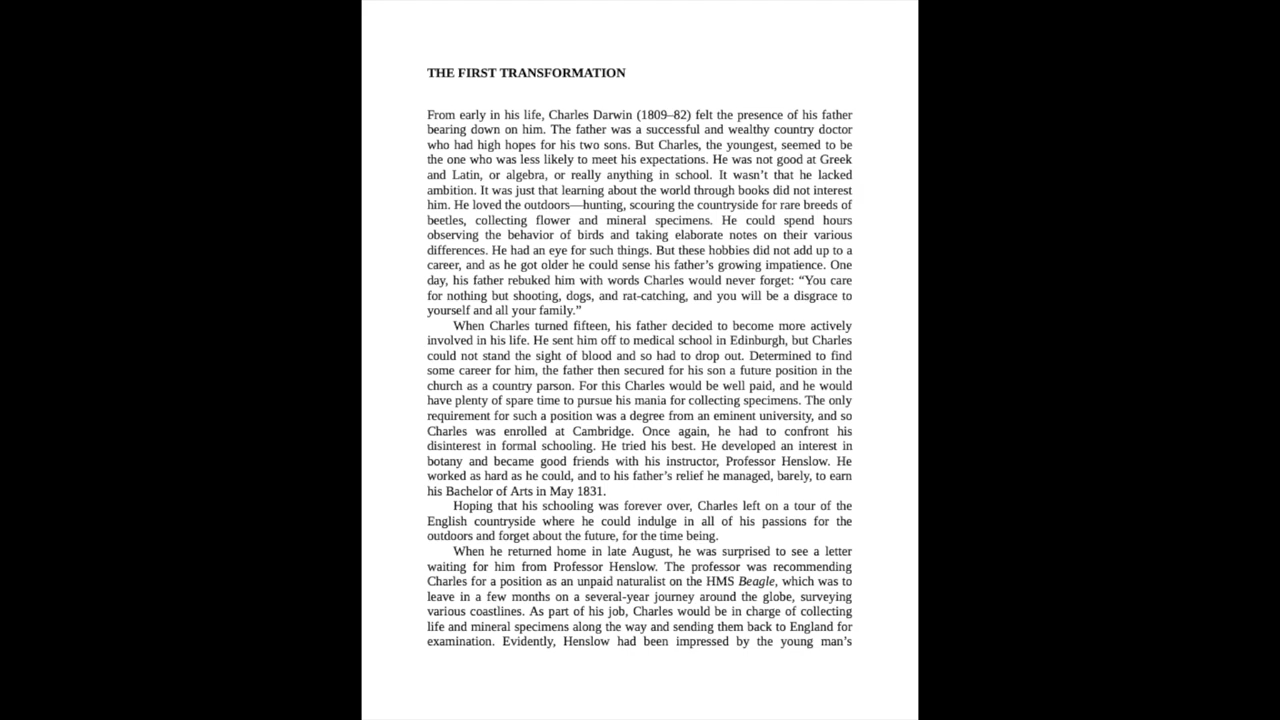 THE FIRST TRANSFORMATION
From early in his life, Charles Darwin (1809–82) felt the presence of his father
bearing down on him. The father was a successful and wealthy country doctor
who had high hopes for his two sons. But Charles, the youngest, seemed to be
the one who was less likely to meet his expectations. He was not good at Greek
and Latin, or algebra, or really anything in school. It wasn’t that he lacked
ambition. It was just that learning about the world through books did not interest
him. He loved the outdoors—hunting, scouring the countryside for rare breeds of
beetles, collecting flower and mineral specimens. He could spend hours
observing the behavior of birds and taking elaborate notes on their various
differences. He had an eye for such things. But these hobbies did not add up to a
career, and as he got older he could sense his father’s growing impatience. One
day, his father rebuked him with words Charles would never forget: “You care
for nothing but shooting, dogs, and rat-catching, and you will be a disgrace to
yourself and all your family.”
When Charles turned fifteen, his father decided to become more actively
involved in his life. He sent him off to medical school in Edinburgh, but Charles
could not stand the sight of blood and so had to drop out. Determined to find
some career for him, the father then secured for his son a future position in the
church as a country parson. For this Charles would be well paid, and he would
have plenty of spare time to pursue his mania for collecting specimens. The only
requirement for such a position was a degree from an eminent university, and so
Charles was enrolled at Cambridge. Once again, he had to confront his
disinterest in formal schooling. He tried his best. He developed an interest in
botany and became good friends with his instructor, Professor Henslow. He
worked as hard as he could, and to his father’s relief he managed, barely, to earn
his Bachelor of Arts in May 1831.
Hoping that his schooling was forever over, Charles left on a tour of the
English countryside where he could indulge in all of his passions for the
outdoors and forget about the future, for the time being.
When he returned home in late August, he was surprised to see a letter
waiting for him from Professor Henslow. The professor was recommending
Charles for a position as an unpaid naturalist on the HMS Beagle, which was to
leave in a few months on a several-year journey around the globe, surveying
various coastlines. As part of his job, Charles would be in charge of collecting
life and mineral specimens along the way and sending them back to England for
examination. Evidently, Henslow had been impressed by the young man’s